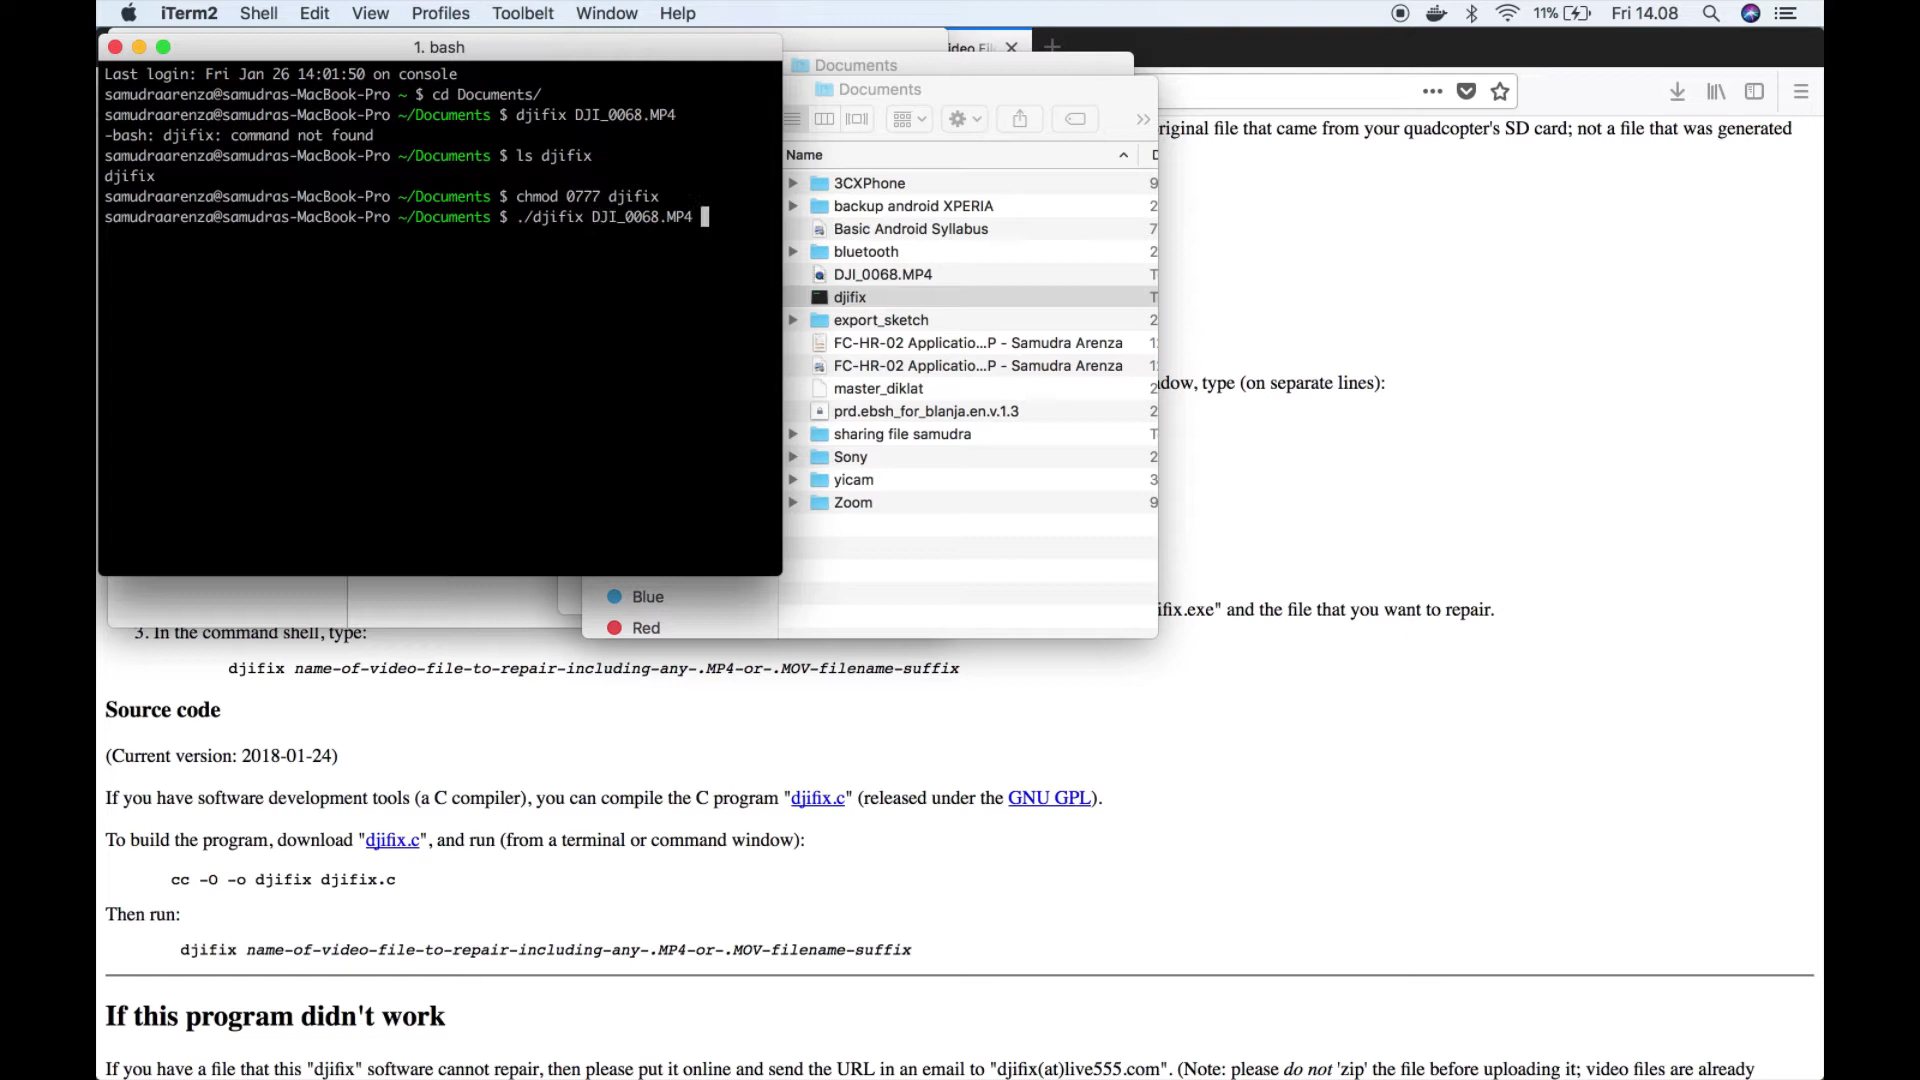 iTerm2 Shell Edit View Profiles Toolbelt Window Help 11% Fri 14.08
1. bash
Last login: Fri Jan 26 14:01:50 on console
samudraarenza@samudras-MacBook-Pro ~ $ cd Documents/
samudraarenza@samudras-MacBook-Pro ~/Documents $ djifix DJI_0068.MP4
-bash: djifix: command not found
samudraarenza@samudras-MacBook-Pro ~/Documents $ ls djifix
djifix
samudraarenza@samudras-MacBook-Pro ~/Documents $ chmod 0777 djifix
samudraarenza@samudras-MacBook-Pro ~/Documents $ ./djifix DJI_0068.MP4
Documents
Documents
Name
3CXPhone
backup android XPERIA
Basic Android Syllabus
bluetooth
DJI_0068.MP4
djifix
export_sketch
FC-HR-02 Applicatio...P - Samudra Arenza
FC-HR-02 Applicatio...P - Samudra Arenza
master_diklat
prd.ebsh_for_blanja.en.v.1.3
sharing file samudra
Sony
yicam
Zoom
Blue
Red
file that came from your quadcopter's SD card; not a file that was generated
type (on separate lines):
ifix.exe" and the file that you want to repair.
3. In the command shell, type:
djifix name-of-video-file-to-repair-including-any-.MP4-or-.MOV-filename-suffix
Source code
(Current version: 2018-01-24)
If you have software development tools (a C compiler), you can compile the C program "djifix.c" (released under the GNU GPL).
To build the program, download "djifix.c", and run (from a terminal or command window):
cc -O -o djifix djifix.c
Then run:
djifix name-of-video-file-to-repair-including-any-.MP4-or-.MOV-filename-suffix
If this program didn't work
If you have a file that this "djifix" software cannot repair, then please put it online and send the URL in an email to "djifix(at)live555.com". (Note: please do not 'zip' the file before uploading it; video files are already